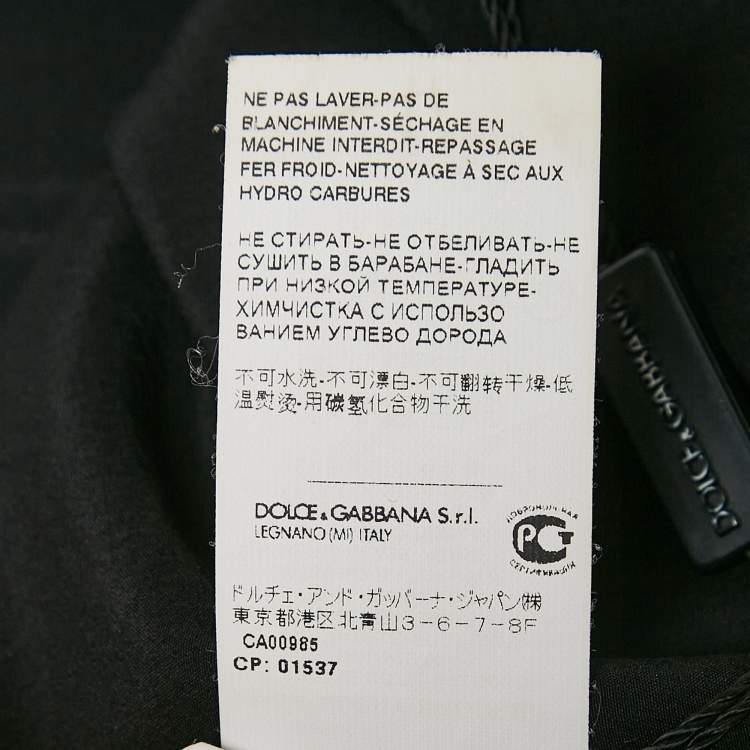 NE PAS LAVER-PAS DE
BLANCHIMENT-SÉCHAGE EN
MACHINE INTERDIT-REPASSAGE
FER FROID-NETTOYAGE À SEC AUX
HYDRO CARBURES
НЕ СТИРАТЬ-НЕ ОТБЕЛИВАТЬ-НЕ
СУШИТЬ В БАРАБАНЕ-ГЛАДИТЬ
ПРИ НИЗКОЙ ТЕМПЕРАТУРЕ-
ХИМЧИСТКА С ИСПОЛЬЗО
ВАНИЕМ УГЛЕВО ДОРОДА
不可水洗-不可漂白-不可翻转干燥-低
温熨烫-用碳氢化合物干洗
DOLCE & GABBANA S.r.l.
LEGNANO (MI) ITALY
ДОБРОВОЛЬНАЯ
РСТ
СЕРТИФИКАЦИЯ
ドルチェ・アンド・ガッバーナ・ジャパン㈱
東京都港区北青山3-6-7-8F
CA00985
CP: 01537
DOLCE & GABBANA